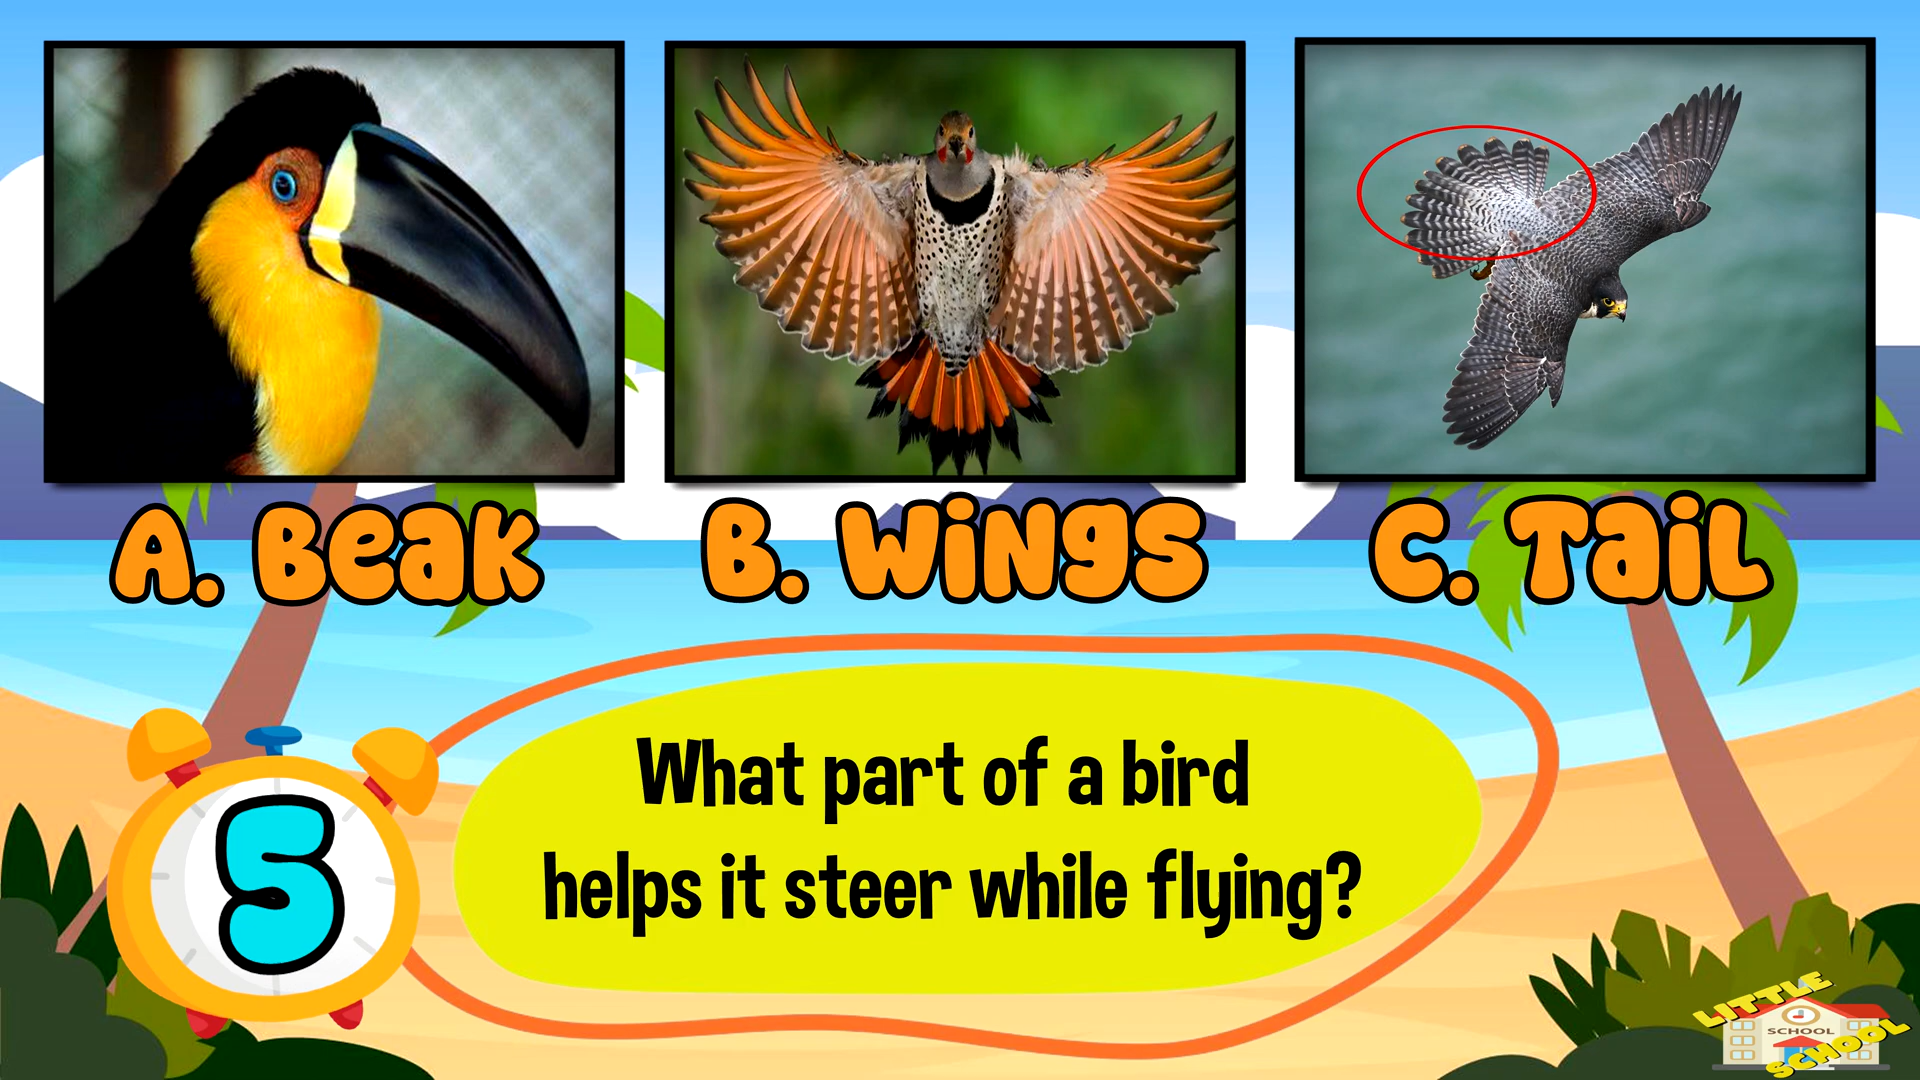 A. Beak
B. Wings
C. Tail
5
What part of a bird
helps it steer while flying?
LITTLE
SCHOOL
SCHOOL